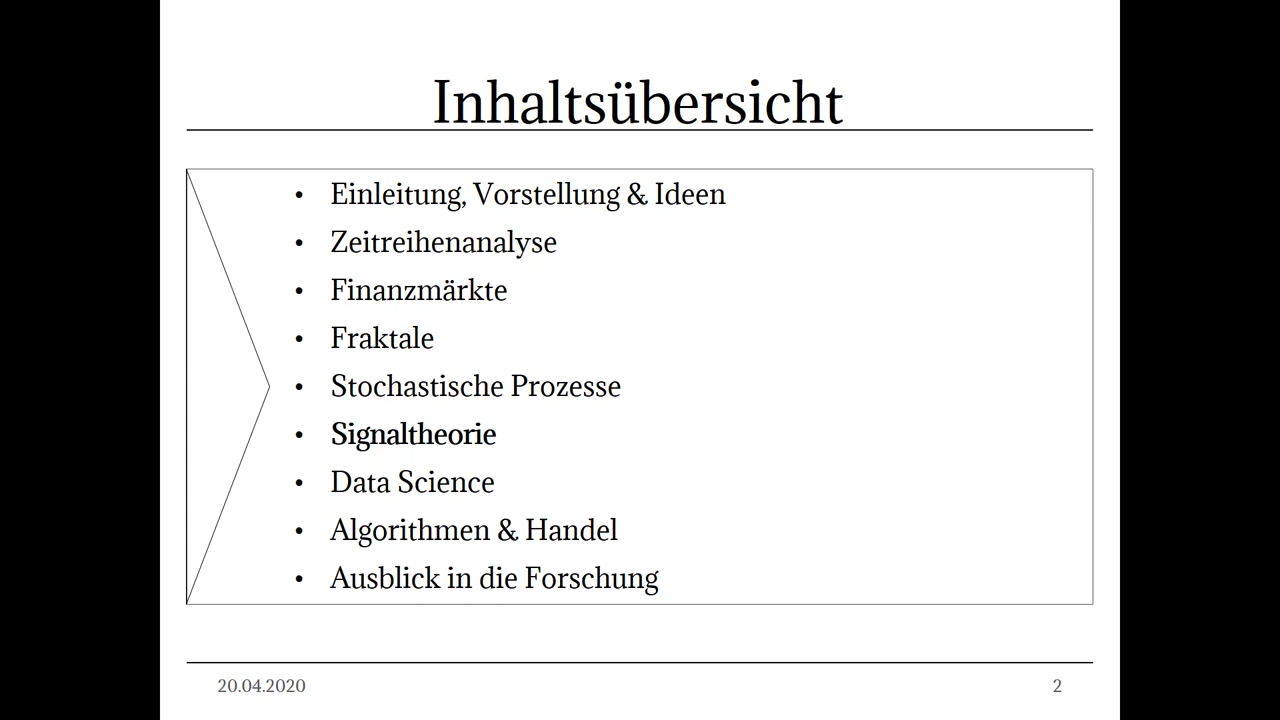 Inhaltsübersicht
• Einleitung, Vorstellung & Ideen
• Zeitreihenanalyse
• Finanzmärkte
• Fraktale
• Stochastische Prozesse
• Signaltheorie
• Data Science
• Algorithmen & Handel
• Ausblick in die Forschung
20.04.2020
2